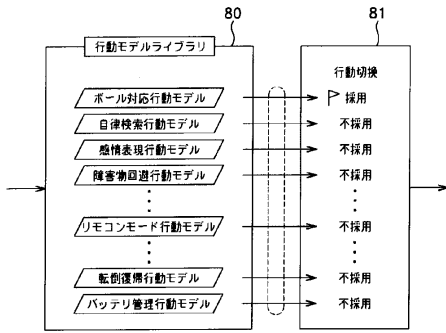 80
81
行動モデルライブラリ
行動切換
ボール対応行動モデル
採用
自律検索行動モデル
不採用
感情表現行動モデル
不採用
障害物回避行動モデル
不採用
リモコンモード行動モデル
不採用
転倒復帰行動モデル
不採用
バッテリ管理行動モデル
不採用